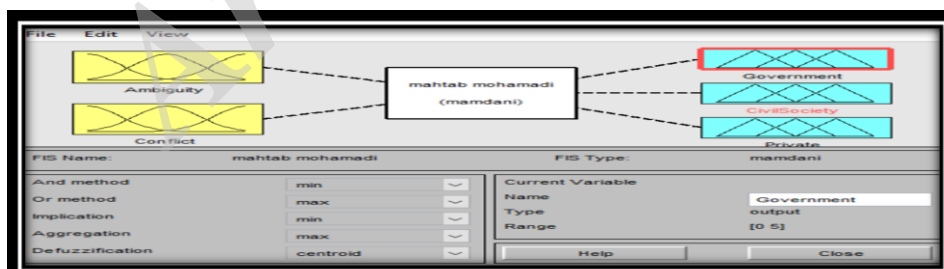 File Edit View
Ambiguity
Conflict
mahtab mohamadi
(mamdani)
Government
CivilSociety
Private
FIS Name: mahtab mohamadi FIS Type: mamdani
And method min
Or method max
Implication min
Aggregation max
Defuzzification centroid
Current Variable
Name Government
Type output
Range [0 5]
Help Close